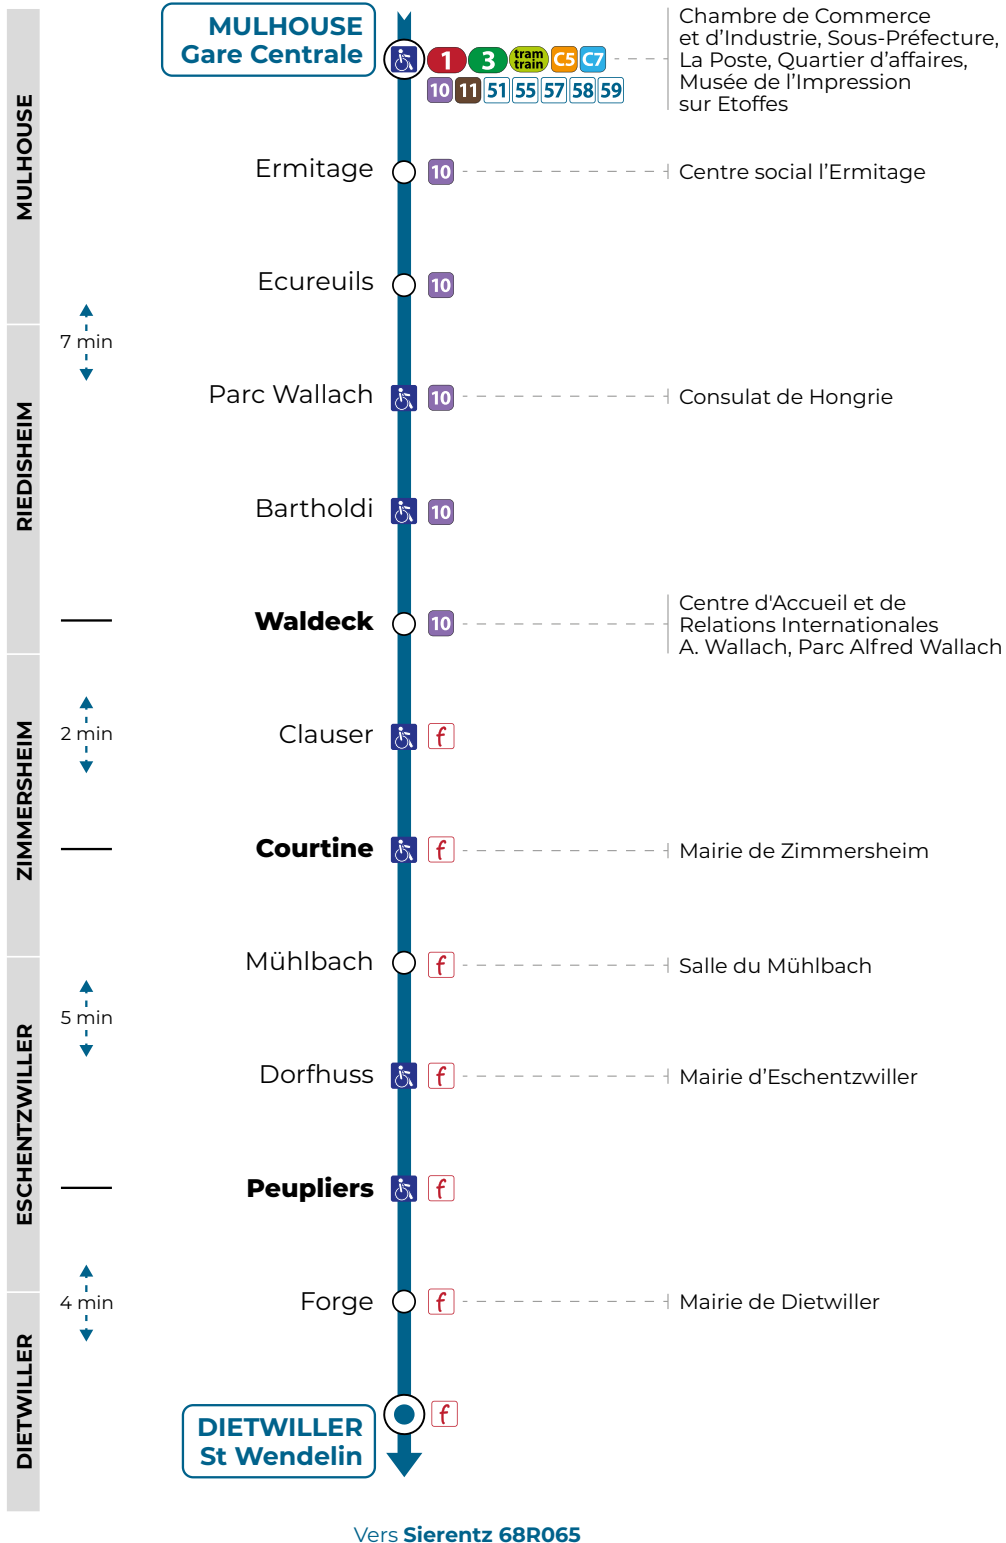 MULHOUSE
Gare Centrale
1 3 tram train C5 C7
10 11 51 55 57 58 59
Chambre de Commerce
et d'Industrie, Sous-Préfecture,
La Poste, Quartier d'affaires,
Musée de l'Impression
sur Etoffes
MULHOUSE
Ermitage
10
Centre social l'Ermitage
Ecureuils
10
7 min
RIEDISHEIM
Parc Wallach
10
Consulat de Hongrie
Bartholdi
10
Waldeck
10
Centre d'Accueil et de
Relations Internationales
A. Wallach, Parc Alfred Wallach
ZIMMERSHEIM
2 min
Clauser
f
Courtine
f
Mairie de Zimmersheim
Mühlbach
f
Salle du Mühlbach
ESCHENTZWILLER
5 min
Dorfhuss
f
Mairie d'Eschentzwiller
Peupliers
f
4 min
Forge
f
Mairie de Dietwiller
DIETWILLER
f
DIETWILLER
St Wendelin
Vers Sierentz 68R065